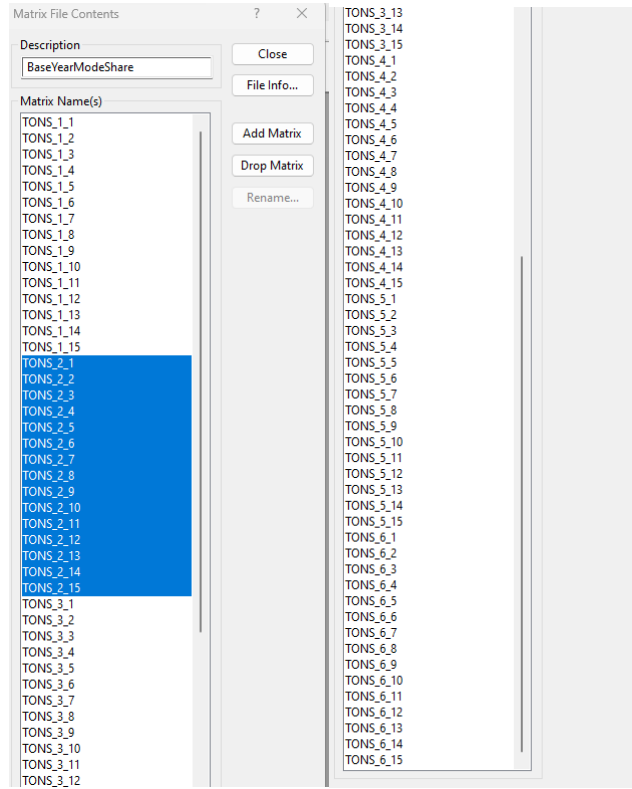 Matrix File Contents
?
Description
BaseYearModeShare
Close
File Info...
Matrix Name(s)
Add Matrix
Drop Matrix
Rename...
TONS_1_1
TONS_1_2
TONS_1_3
TONS_1_4
TONS_1_5
TONS_1_6
TONS_1_7
TONS_1_8
TONS_1_9
TONS_1_10
TONS_1_11
TONS_1_12
TONS_1_13
TONS_1_14
TONS_1_15
TONS_2_1
TONS_2_2
TONS_2_3
TONS_2_4
TONS_2_5
TONS_2_6
TONS_2_7
TONS_2_8
TONS_2_9
TONS_2_10
TONS_2_11
TONS_2_12
TONS_2_13
TONS_2_14
TONS_2_15
TONS_3_1
TONS_3_2
TONS_3_3
TONS_3_4
TONS_3_5
TONS_3_6
TONS_3_7
TONS_3_8
TONS_3_9
TONS_3_10
TONS_3_11
TONS_3_12
TONS_3_13
TONS_3_14
TONS_3_15
TONS_4_1
TONS_4_2
TONS_4_3
TONS_4_4
TONS_4_5
TONS_4_6
TONS_4_7
TONS_4_8
TONS_4_9
TONS_4_10
TONS_4_11
TONS_4_12
TONS_4_13
TONS_4_14
TONS_4_15
TONS_5_1
TONS_5_2
TONS_5_3
TONS_5_4
TONS_5_5
TONS_5_6
TONS_5_7
TONS_5_8
TONS_5_9
TONS_5_10
TONS_5_11
TONS_5_12
TONS_5_13
TONS_5_14
TONS_5_15
TONS_6_1
TONS_6_2
TONS_6_3
TONS_6_4
TONS_6_5
TONS_6_6
TONS_6_7
TONS_6_8
TONS_6_9
TONS_6_10
TONS_6_11
TONS_6_12
TONS_6_13
TONS_6_14
TONS_6_15